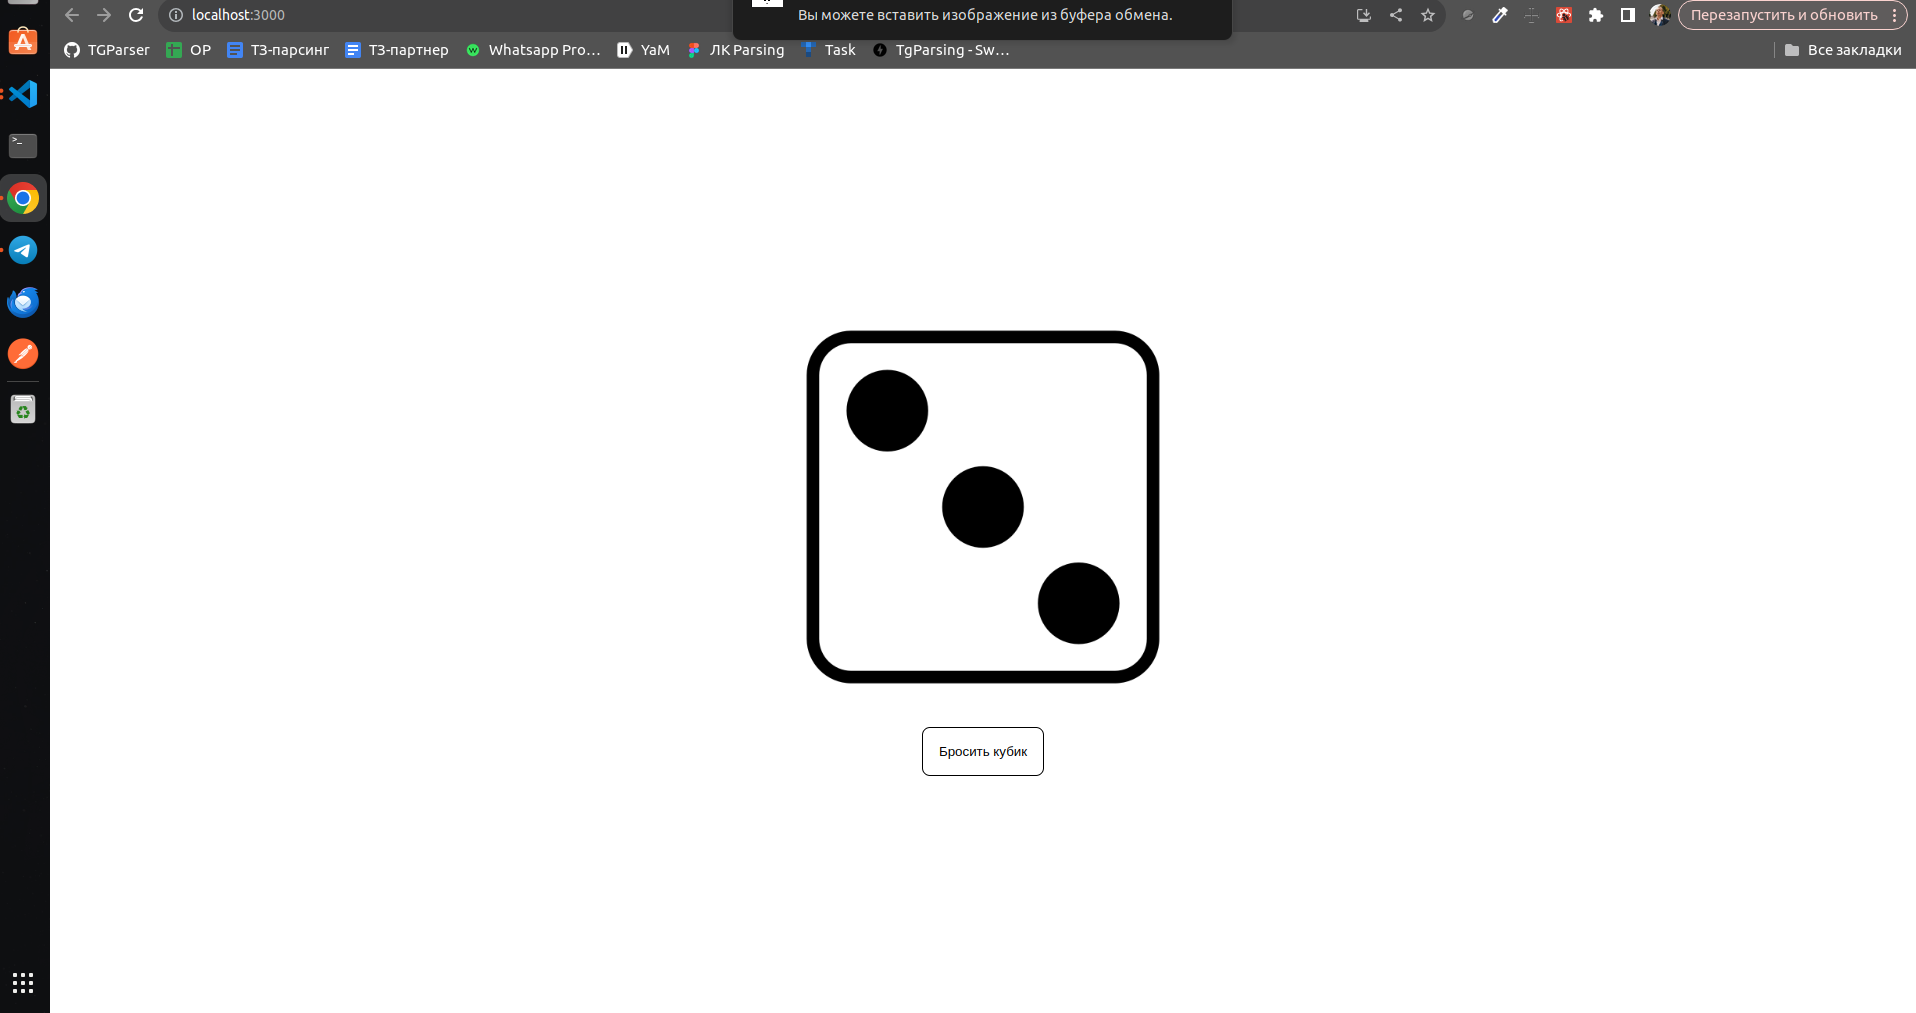 localhost:3000
Вы можете вставить изображение из буфера обмена.
Перезапустить и обновить
TGParser OP ТЗ-парсинг ТЗ-партнер Whatsapp Pro... YaM ЛК Parsing Task TgParsing - Sw...
Все закладки
Бросить кубик